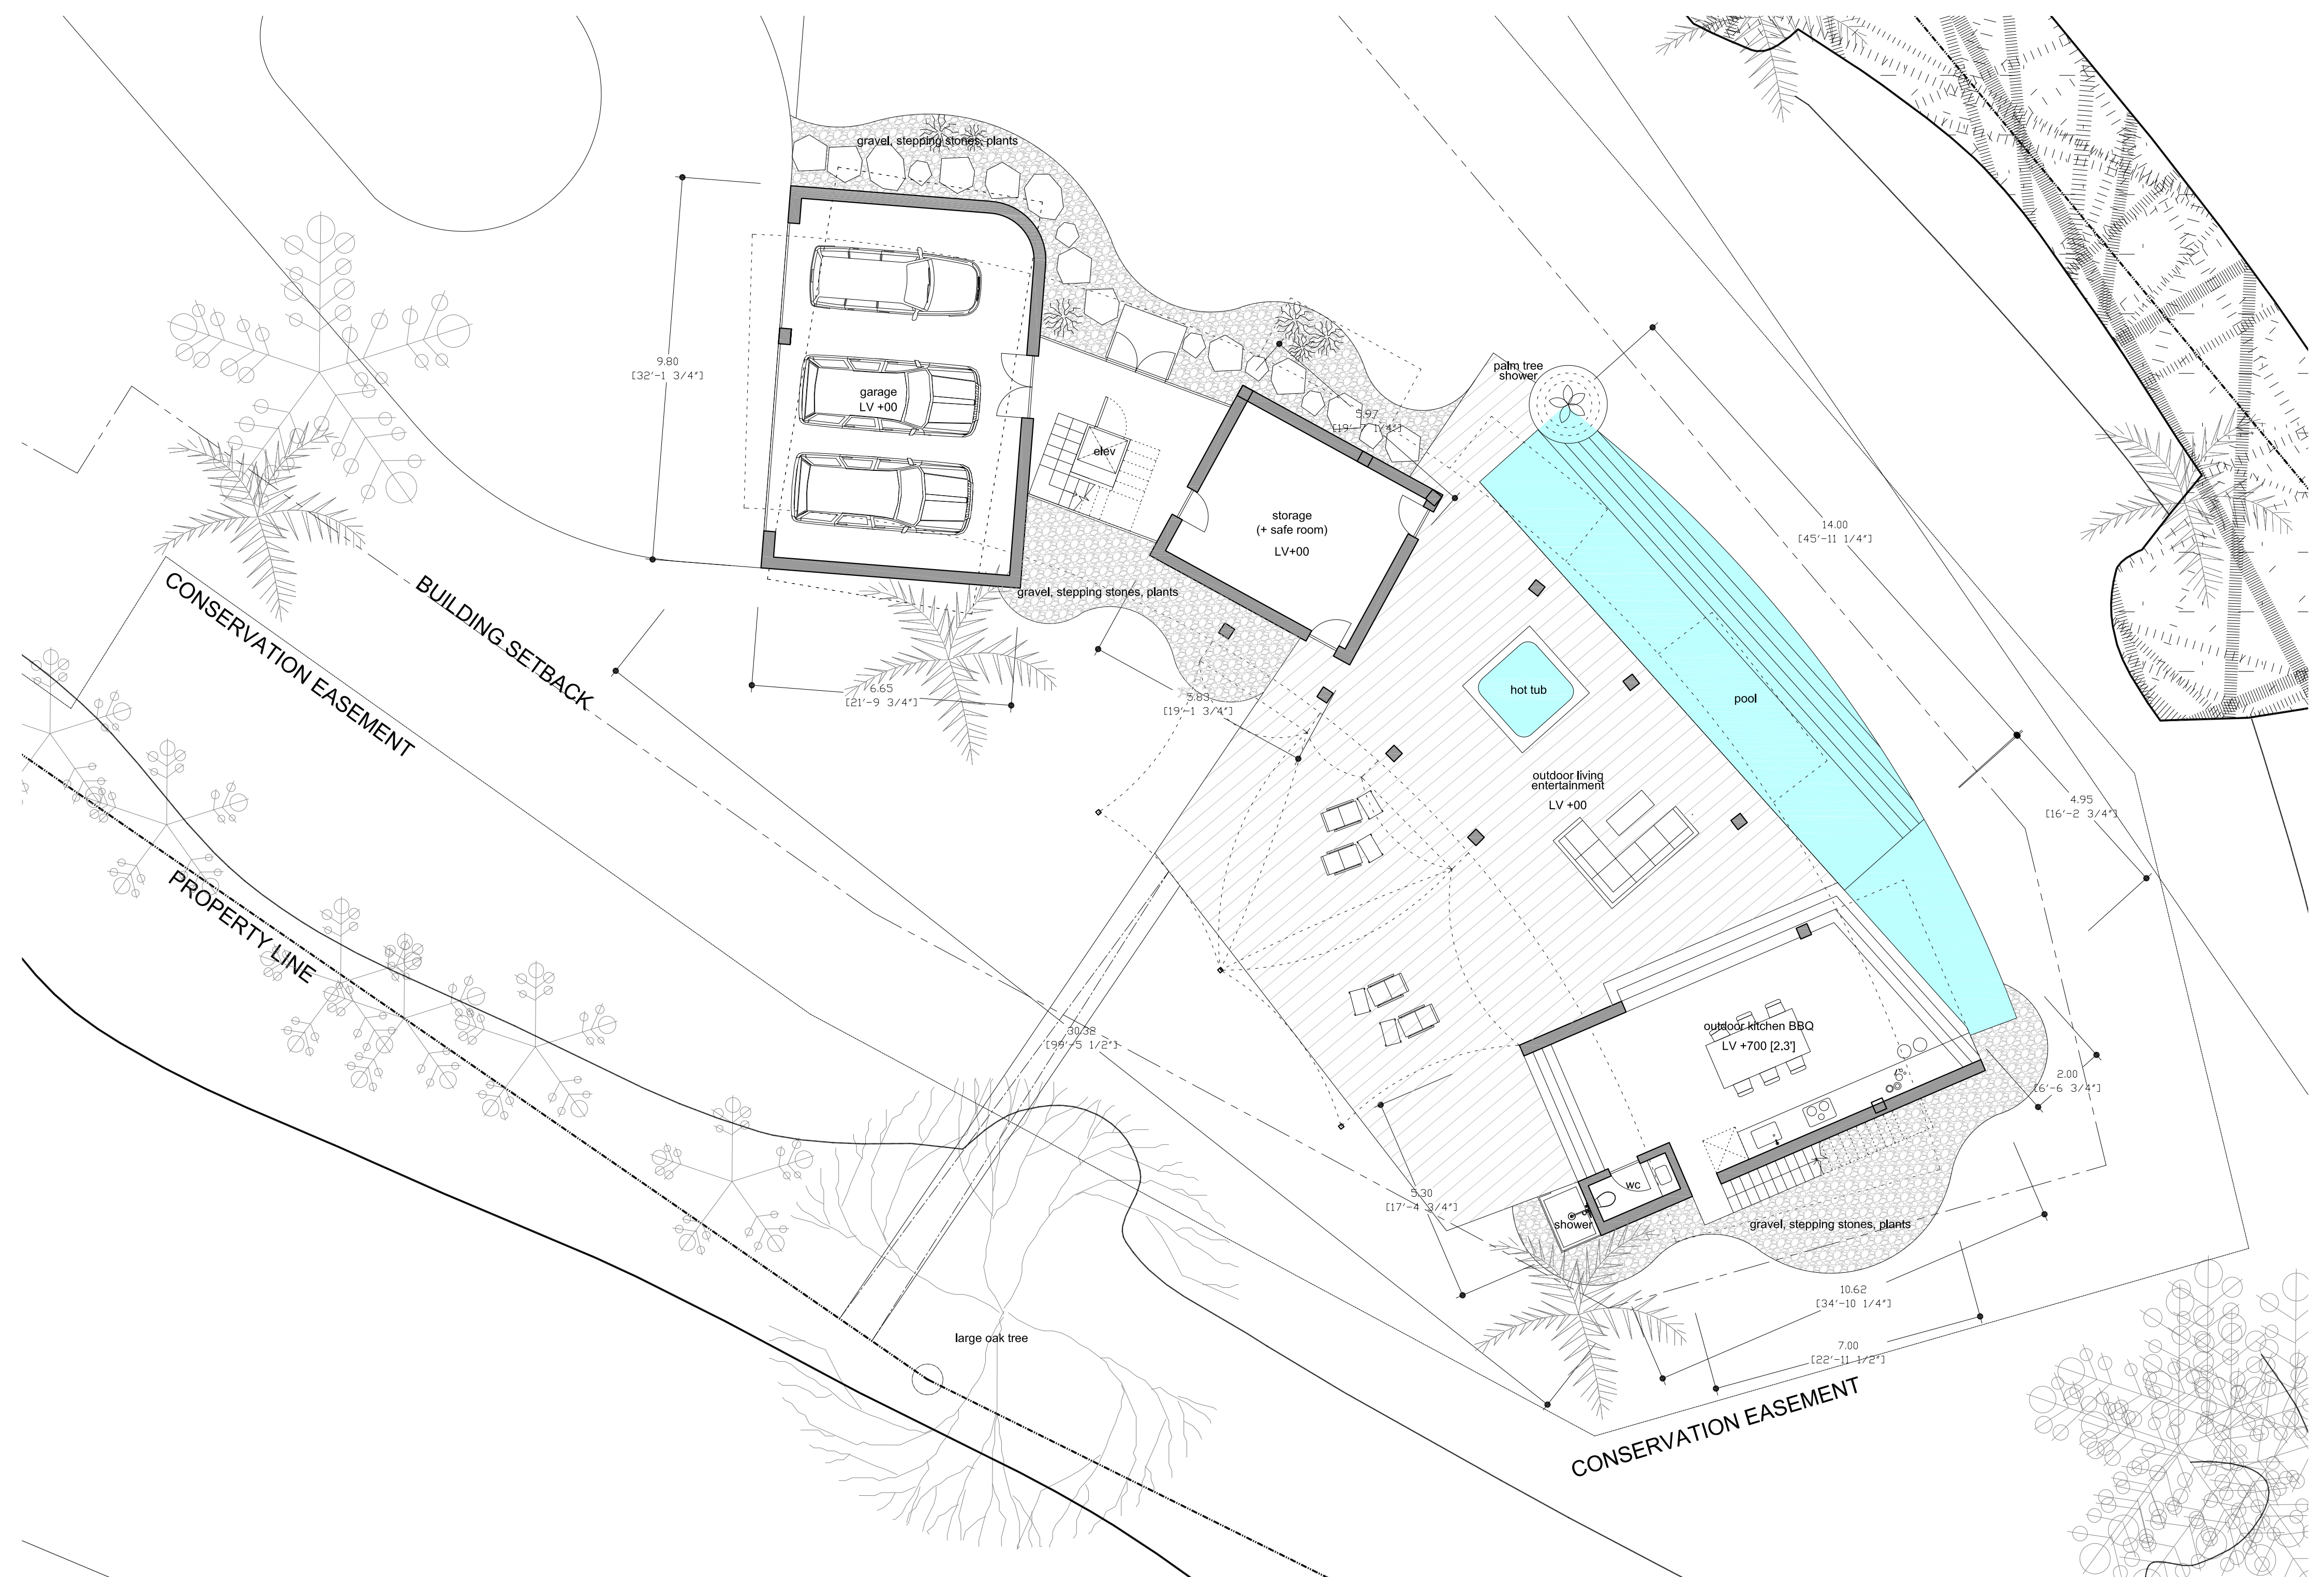 gravel, stepping stones, plants
9.80
[32'-1 3/4"]
garage
LV +00
elev
palm tree
shower
5.97
storage
(+ safe room)
LV+00
14.00
[45'-11 1/4"]
gravel, stepping stones, plants
BUILDING SETBACK
CONSERVATION EASEMENT
6.65
[21'-9 3/4"]
5.83
[19'-1 3/4"]
hot tub
pool
outdoor living
entertainment
LV +00
4.95
[16'-2 3/4"]
PROPERTY LINE
30.32
[99'-5 1/2"]
outdoor kitchen BBQ
LV +700 [2,3']
2.00
[6'-6 3/4"]
5.30
[17'-4 3/4"]
wc
shower
gravel, stepping stones, plants
10.62
[34'-10 1/4"]
large oak tree
7.00
[22'-11 1/2"]
CONSERVATION EASEMENT